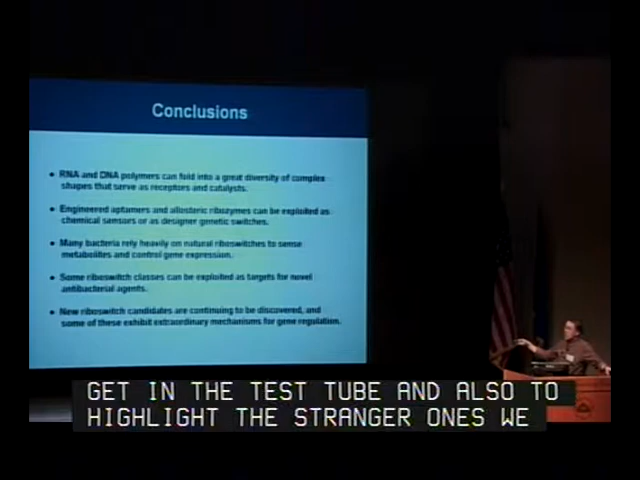 Conclusions
• RNA and DNA polymers can fold into a great diversity of complex
shapes that serve as receptors and catalysts.
• Engineered aptamers and allosteric ribozymes can be exploited as
chemical sensors or as designer genetic switches.
• Many bacteria rely heavily on natural riboswitches to sense
metabolites and control gene expression.
• Some riboswitch classes can be exploited as targets for novel
antibacterial agents.
• New riboswitch candidates are continuing to be discovered, and
some of these exhibit extraordinary mechanisms for gene regulation.
GET IN THE TEST TUBE AND ALSO TO
HIGHLIGHT THE STRANGER ONES WE